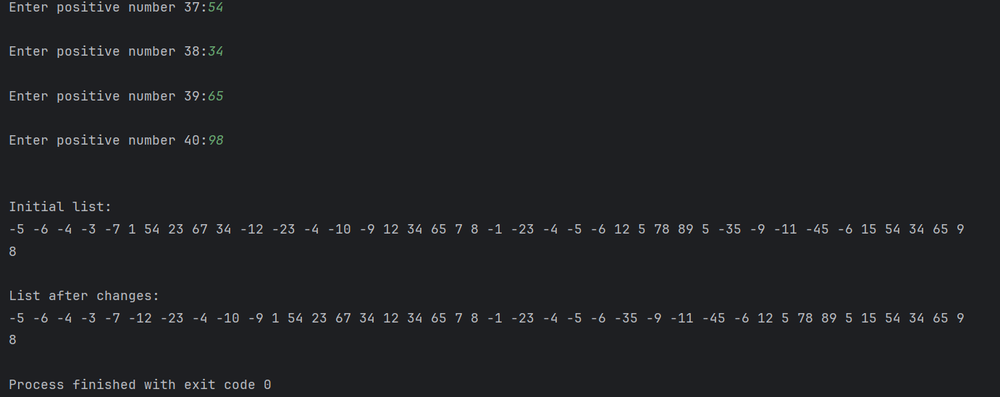 Enter positive number 37:54
Enter positive number 38:34
Enter positive number 39:65
Enter positive number 40:98
Initial list:
-5 -6 -4 -3 -7 1 54 23 67 34 -12 -23 -4 -10 -9 12 34 65 7 8 -1 -23 -4 -5 -6 12 5 78 89 5 -35 -9 -11 -45 -6 15 54 34 65 9
8
List after changes:
-5 -6 -4 -3 -7 -12 -23 -4 -10 -9 1 54 23 67 34 12 34 65 7 8 -1 -23 -4 -5 -6 -35 -9 -11 -45 -6 12 5 78 89 5 15 54 34 65 9
8
Process finished with exit code 0